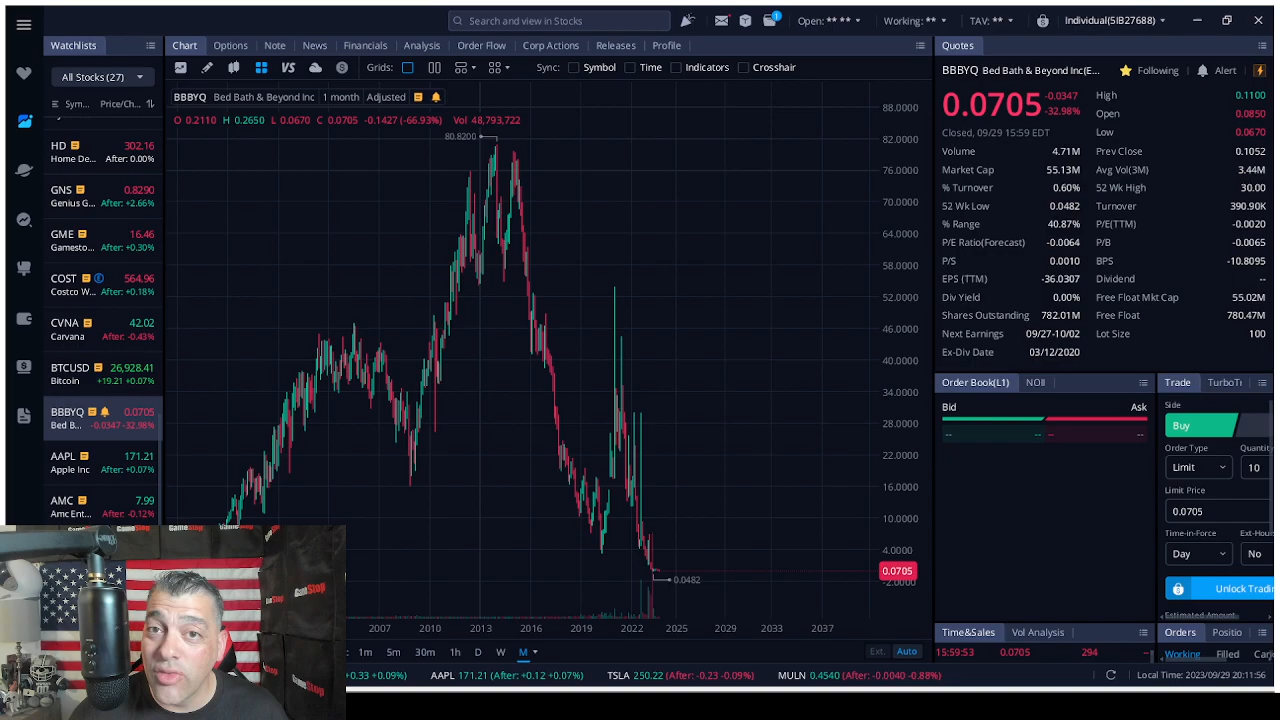 Search and view in Stocks
1
Open: ** **
Working: **
TAV: **
Individual(5IB27688)
Watchlists
Chart Options Note News Financials Analysis Order Flow Corp Actions Releases Profile
Quotes
All Stocks (27)
VS
Grids:
Sync: Symbol Time Indicators Crosshair
Sym... Price/Ch...
BBBYQ Bed Bath & Beyond Inc 1 month Adjusted
O 0.2110 H 0.2650 L 0.0670 C 0.0705 -0.1427 (-66.93%) Vol 48,793,722
HD 302.16
Home De... After: 0.00%
GNS 0.8290
Genius G... After: +2.66%
GME 16.46
Gamesto... After: +0.30%
COST 564.96
Costco W... After: +0.18%
CVNA 42.02
Carvana After: -0.43%
BTCUSD 26,928.41
Bitcoin +19.21 +0.07%
BBBYQ 0.0705
Bed B... -0.0347 -32.98%
AAPL 171.21
Apple Inc After: +0.07%
AMC 7.99
Amc Ent... After: -0.12%
80.8200
0.0482
88.0000
82.0000
76.0000
70.0000
64.0000
58.0000
52.0000
46.0000
40.0000
34.0000
28.0000
22.0000
16.0000
10.0000
4.0000
0.0705
-2.0000
2007 2010 2013 2016 2019 2022 2025 2029 2033 2037
1m 5m 30m 1h D W M
Ext. Auto
BBBYQ Bed Bath & Beyond Inc(E... Following Alert
0.0705 -0.0347
-32.98%
Closed, 09/29 15:59 EDT
High 0.1100
Open 0.0850
Low 0.0670
Volume 4.71M Prev Close 0.1052
Market Cap 55.13M Avg Vol(3M) 3.44M
% Turnover 0.60% 52 Wk High 30.00
52 Wk Low 0.0482 Turnover 390.90K
% Range 40.87% P/E(TTM) -0.0020
P/E Ratio(Forecast) -0.0064 P/B -0.0065
P/S 0.0010 BPS -10.8095
EPS (TTM) -36.0307 Dividend --
Div Yield 0.00% Free Float Mkt Cap 55.02M
Shares Outstanding 782.01M Free Float 780.47M
Next Earnings 09/27-10/02 Lot Size 100
Ex-Div Date 03/12/2020
Order Book(L1) NOII
Bid Ask
-- -- -- --
Trade
Side
Buy
Order Type
Limit 10
Limit Price
0.0705
Time-in-Force
Day No
Time&Sales Vol Analysis
15:59:53 0.0705 294 --
Orders
Working Filled
+0.33 +0.09%) AAPL 171.21 (After: +0.12 +0.07%) TSLA 250.22 (After: -0.23 -0.09%) MULN 0.4540 (After: -0.0040 -0.88%)
Local Time: 2023/09/29 20:11:56
GameStop
GameStop